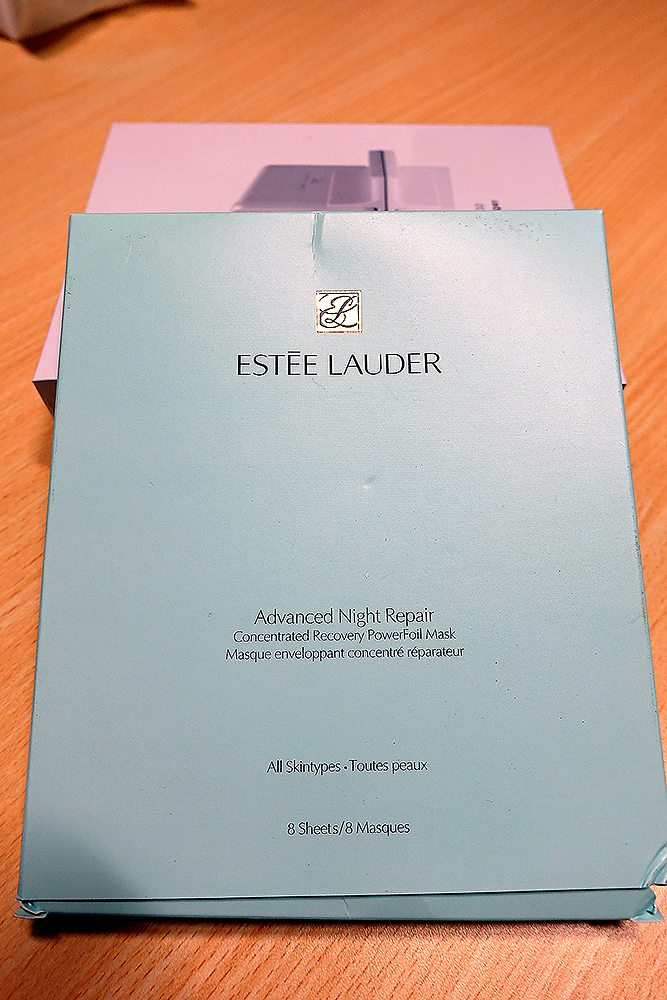 ESTĒE LAUDER
Advanced Night Repair
Concentrated Recovery PowerFoil Mask
Masque enveloppant concentré réparateur
All Skintypes • Toutes peaux
8 Sheets/8 Masques